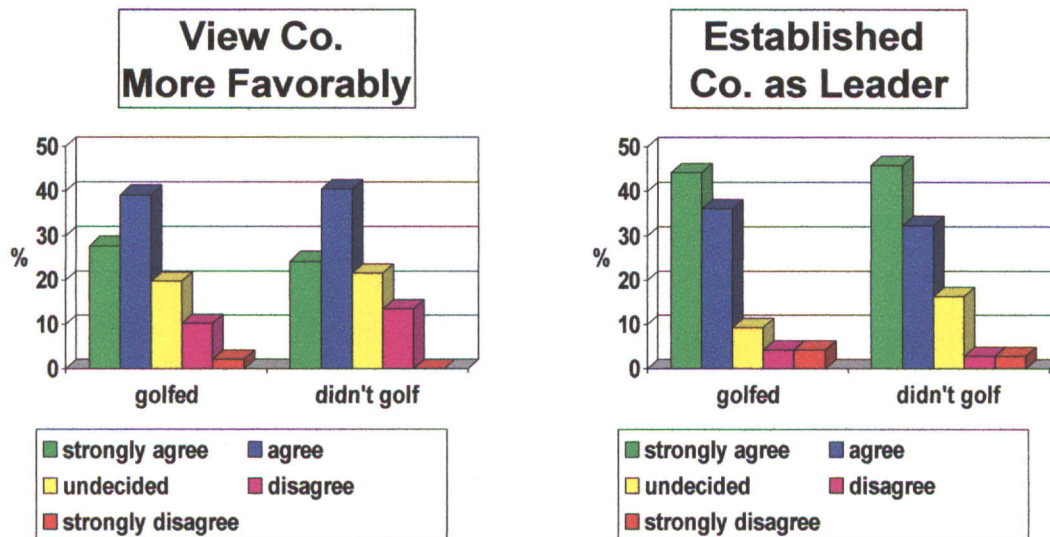 View Co.
More Favorably
50
40
30
%
20
10
0
golfed didn't golf
strongly agree agree
undecided disagree
strongly disagree
Established
Co. as Leader
50
40
30
%
20
10
0
golfed didn't golf
strongly agree agree
undecided disagree
strongly disagree